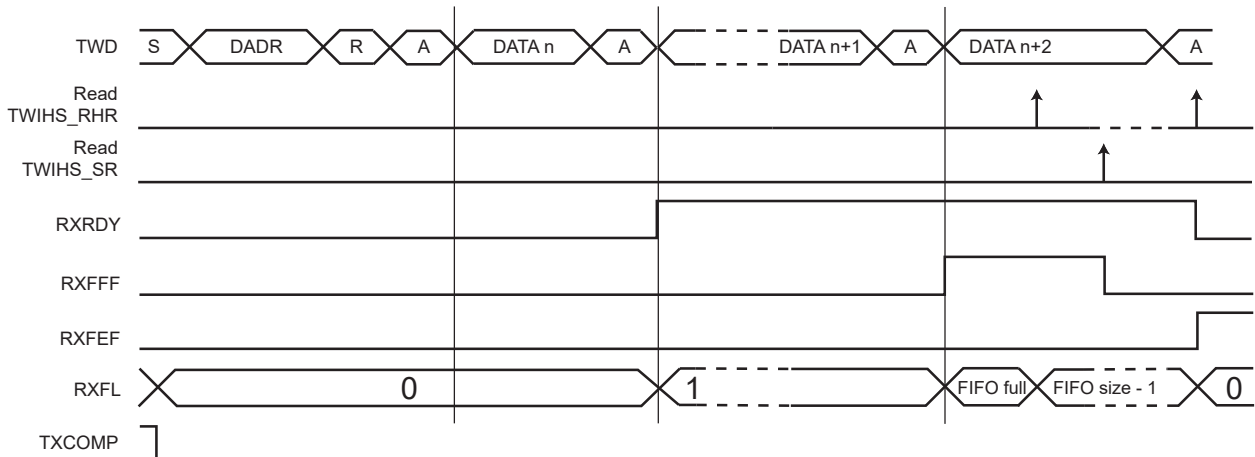 TWD S DADR R A DATA n A DATA n+1 A DATA n+2 A
Read
TWIHS_RHR
Read
TWIHS_SR
RXRDY
RXFFF
RXFEF
RXFL 0 1 FIFO full FIFO size - 1 0
TXCOMP